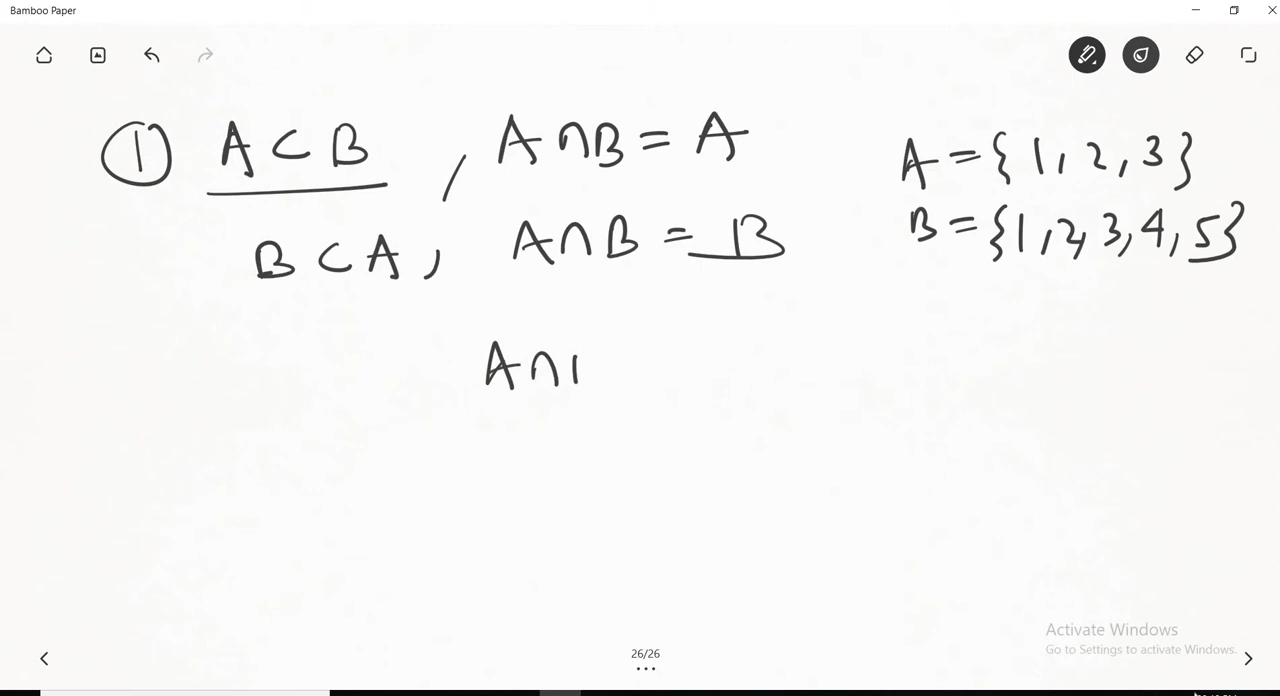 Bamboo Paper
① A ⊂ B , A ∩ B = A
B ⊂ A , A ∩ B = B
A ∩ I
A = {1, 2, 3}
B = {1, 2, 3, 4, 5}
26/26
Activate Windows
Go to Settings to activate Windows.